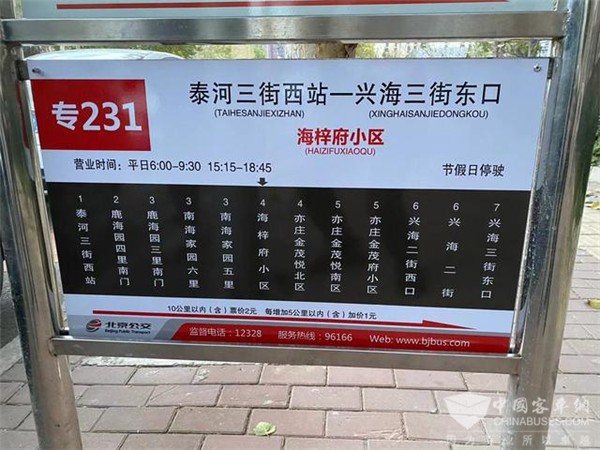 专231
泰河三街西站—兴海三街东口
(TAIHESANJIEXIZHAN) (XINGHAISANJIEDONGKOU)
海梓府小区
(HAIZIFUXIAOQU)
营业时间：平日6:00-9:30 15:15-18:45 节假日停驶
1 泰河三街西站
2 鹿海园四里南门
3 鹿海园三里南门
3 南海家园六里
3 南海家园五里
4 海梓府小区
4 亦庄金茂悦北区
5 亦庄金茂悦南区
5 亦庄金茂府小区
6 兴海二街西口
6 兴海二街
7 兴海三街东口
10公里以内（含）票价2元 每增加5公里以内（含）加价1元
北京公交
Beijing Public Transport
监督电话：12328 服务热线：96166 Web: www.bjbus.com
中国客车网
CHINABUSES.COM